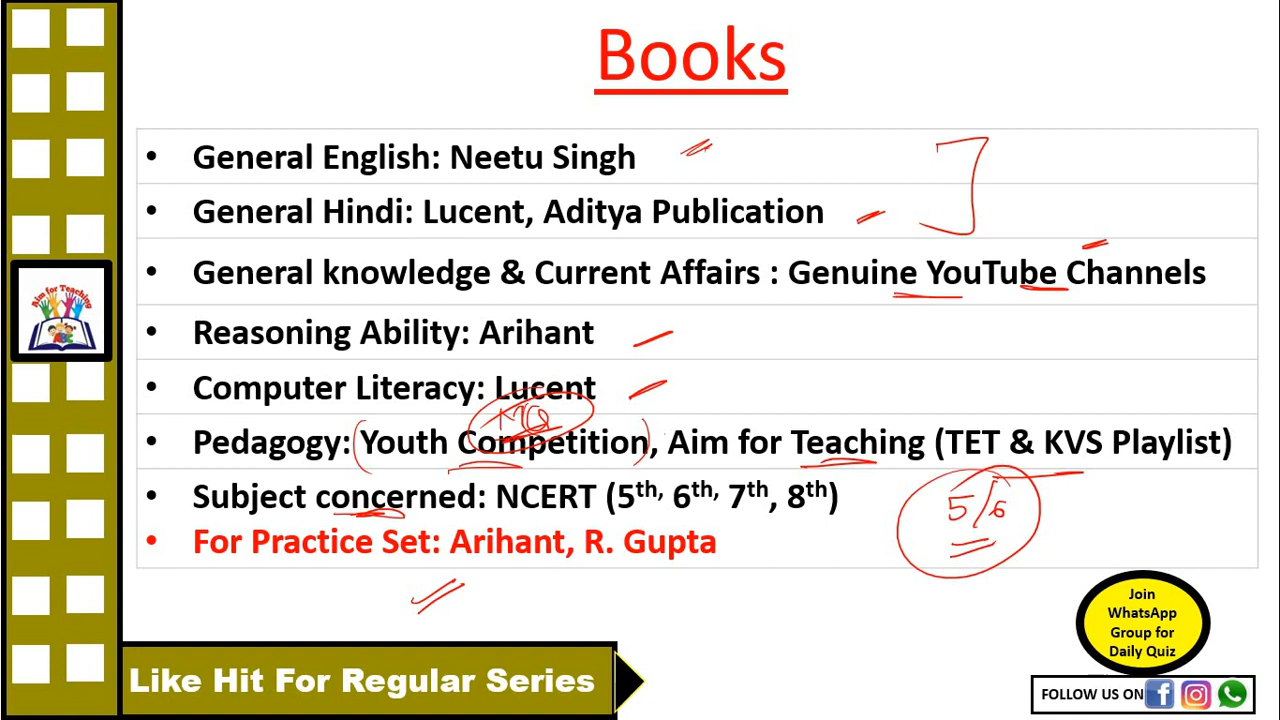 Books
• General English: Neetu Singh
• General Hindi: Lucent, Aditya Publication
• General knowledge & Current Affairs : Genuine YouTube Channels
• Reasoning Ability: Arihant
• Computer Literacy: Lucent
• Pedagogy: (Youth Competition), Aim for Teaching (TET & KVS Playlist)
• Subject concerned: NCERT (5th, 6th, 7th, 8th)
5/6
• For Practice Set: Arihant, R. Gupta
Aim for Teaching
ABC
Join
WhatsApp
Group for
Daily Quiz
Like Hit For Regular Series
FOLLOW US ON